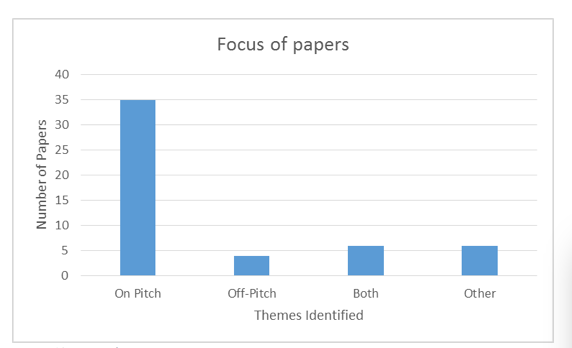 Focus of papers
40
35
30
25
20
15
10
5
0
Number of Papers
On Pitch Off-Pitch Both Other
Themes Identified